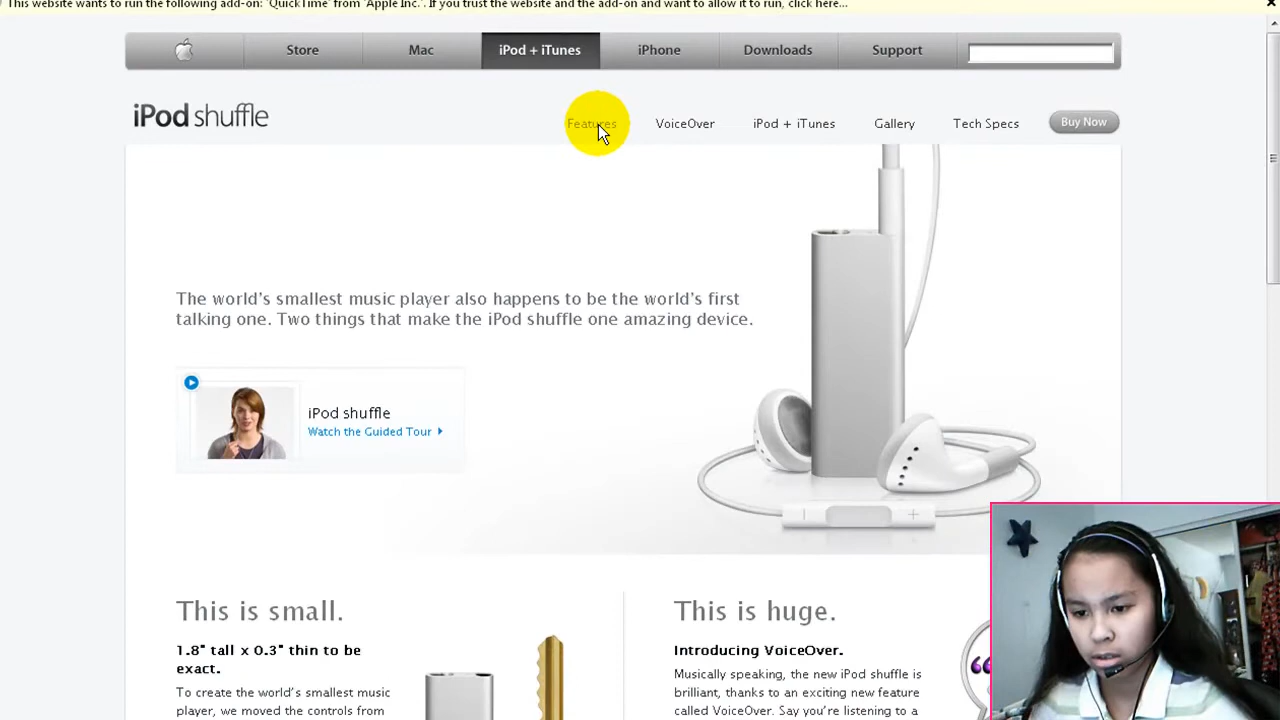 This website wants to run the following add-on: 'QuickTime' from 'Apple Inc.'. If you trust the website and the add-on and want to allow it to run, click here...
Store Mac iPod + iTunes iPhone Downloads Support
iPod shuffle
Features VoiceOver iPod + iTunes Gallery Tech Specs Buy Now
The world's smallest music player also happens to be the world's first
talking one. Two things that make the iPod shuffle one amazing device.
iPod shuffle
Watch the Guided Tour
This is small.
1.8" tall x 0.3" thin to be
exact.
To create the world's smallest music
player, we moved the controls from
This is huge.
Introducing VoiceOver.
Musically speaking, the new iPod shuffle is
brilliant, thanks to an exciting new feature
called VoiceOver. Say you're listening to a